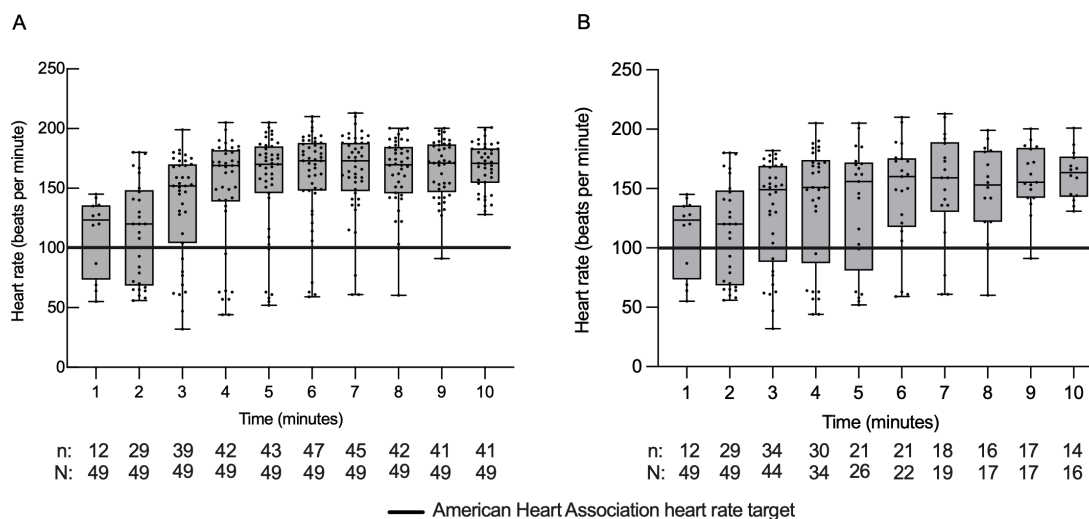 A
250
200
150
100
50
0
Heart rate (beats per minute)
1 2 3 4 5 6 7 8 9 10
Time (minutes)
n: 12 29 39 42 43 47 45 42 41 41
N: 49 49 49 49 49 49 49 49 49 49
B
250
200
150
100
50
0
Heart rate (beats per minute)
1 2 3 4 5 6 7 8 9 10
Time (minutes)
n: 12 29 34 30 21 21 18 16 17 14
N: 49 49 44 34 26 22 19 17 17 16
American Heart Association heart rate target